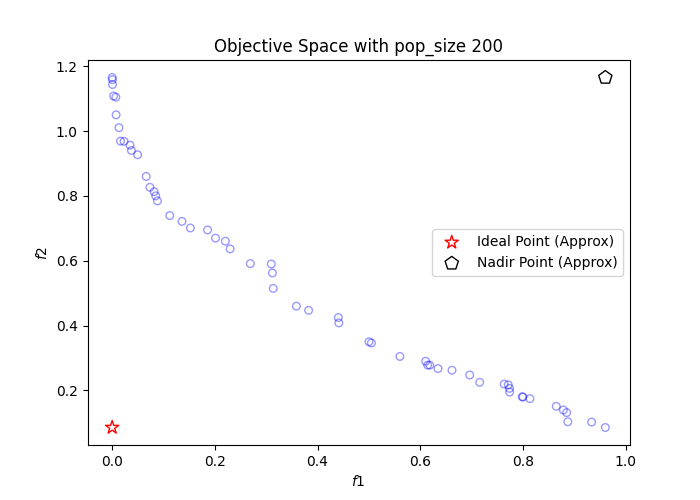 Objective Space with pop_size 200
1.2
1.0
0.8
0.6
0.4
0.2
f2
Ideal Point (Approx)
Nadir Point (Approx)
0.0
0.2
0.4
0.6
0.8
1.0
f1